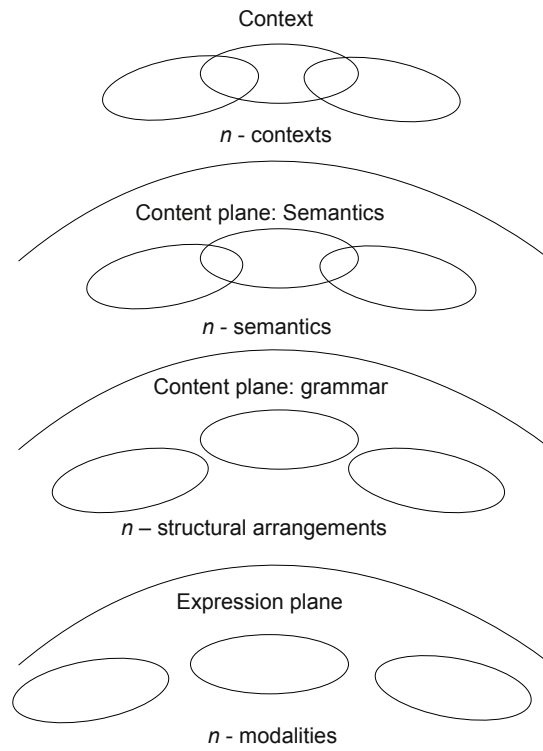 Context
n - contexts
Content plane: Semantics
n - semantics
Content plane: grammar
n – structural arrangements
Expression plane
n - modalities